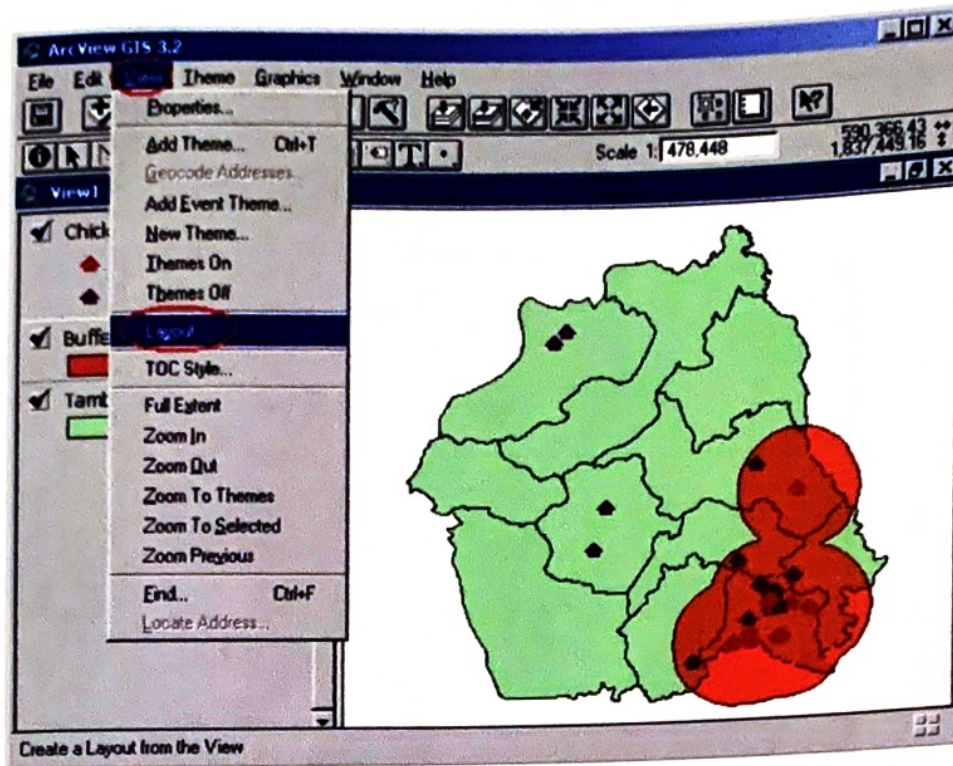 ArcView GIS 3.2
File Edit View Theme Graphics Window Help
Properties...
Add Theme... Ctrl+T
Geocode Addresses...
Add Event Theme...
New Theme...
Themes On
Themes Off
Layout
TOC Style...
Full Extent
Zoom In
Zoom Out
Zoom To Themes
Zoom To Selected
Zoom Previous
Find... Ctrl+F
Locate Address...
Scale 1: 478,448
590,366.43
1,837,449.16
View1
Chick
Buffe
Tamb
Create a Layout from the View